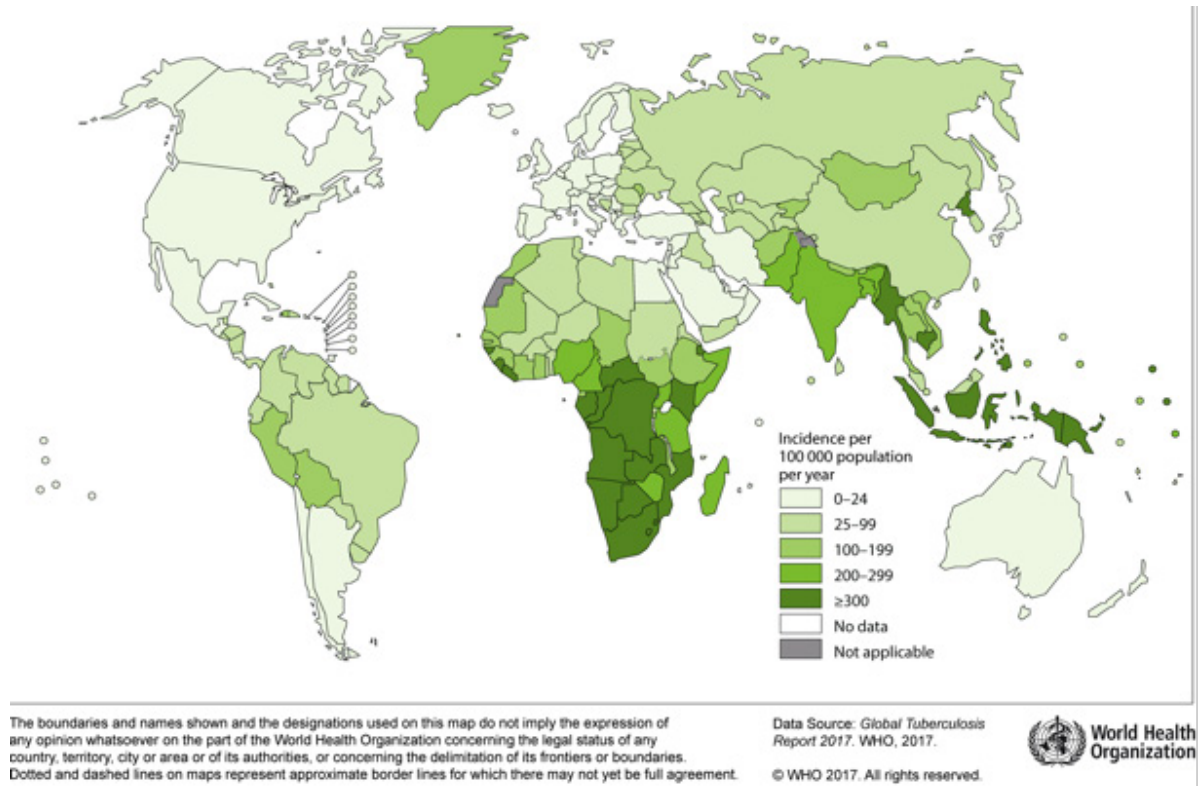 Incidence per
100 000 population
per year
0–24
25–99
100–199
200–299
≥300
No data
Not applicable
The boundaries and names shown and the designations used on this map do not imply the expression of
any opinion whatsoever on the part of the World Health Organization concerning the legal status of any
country, territory, city or area or of its authorities, or concerning the delimitation of its frontiers or boundaries.
Dotted and dashed lines on maps represent approximate border lines for which there may not yet be full agreement.
Data Source: Global Tuberculosis
Report 2017. WHO, 2017.
© WHO 2017. All rights reserved.
World Health
Organization